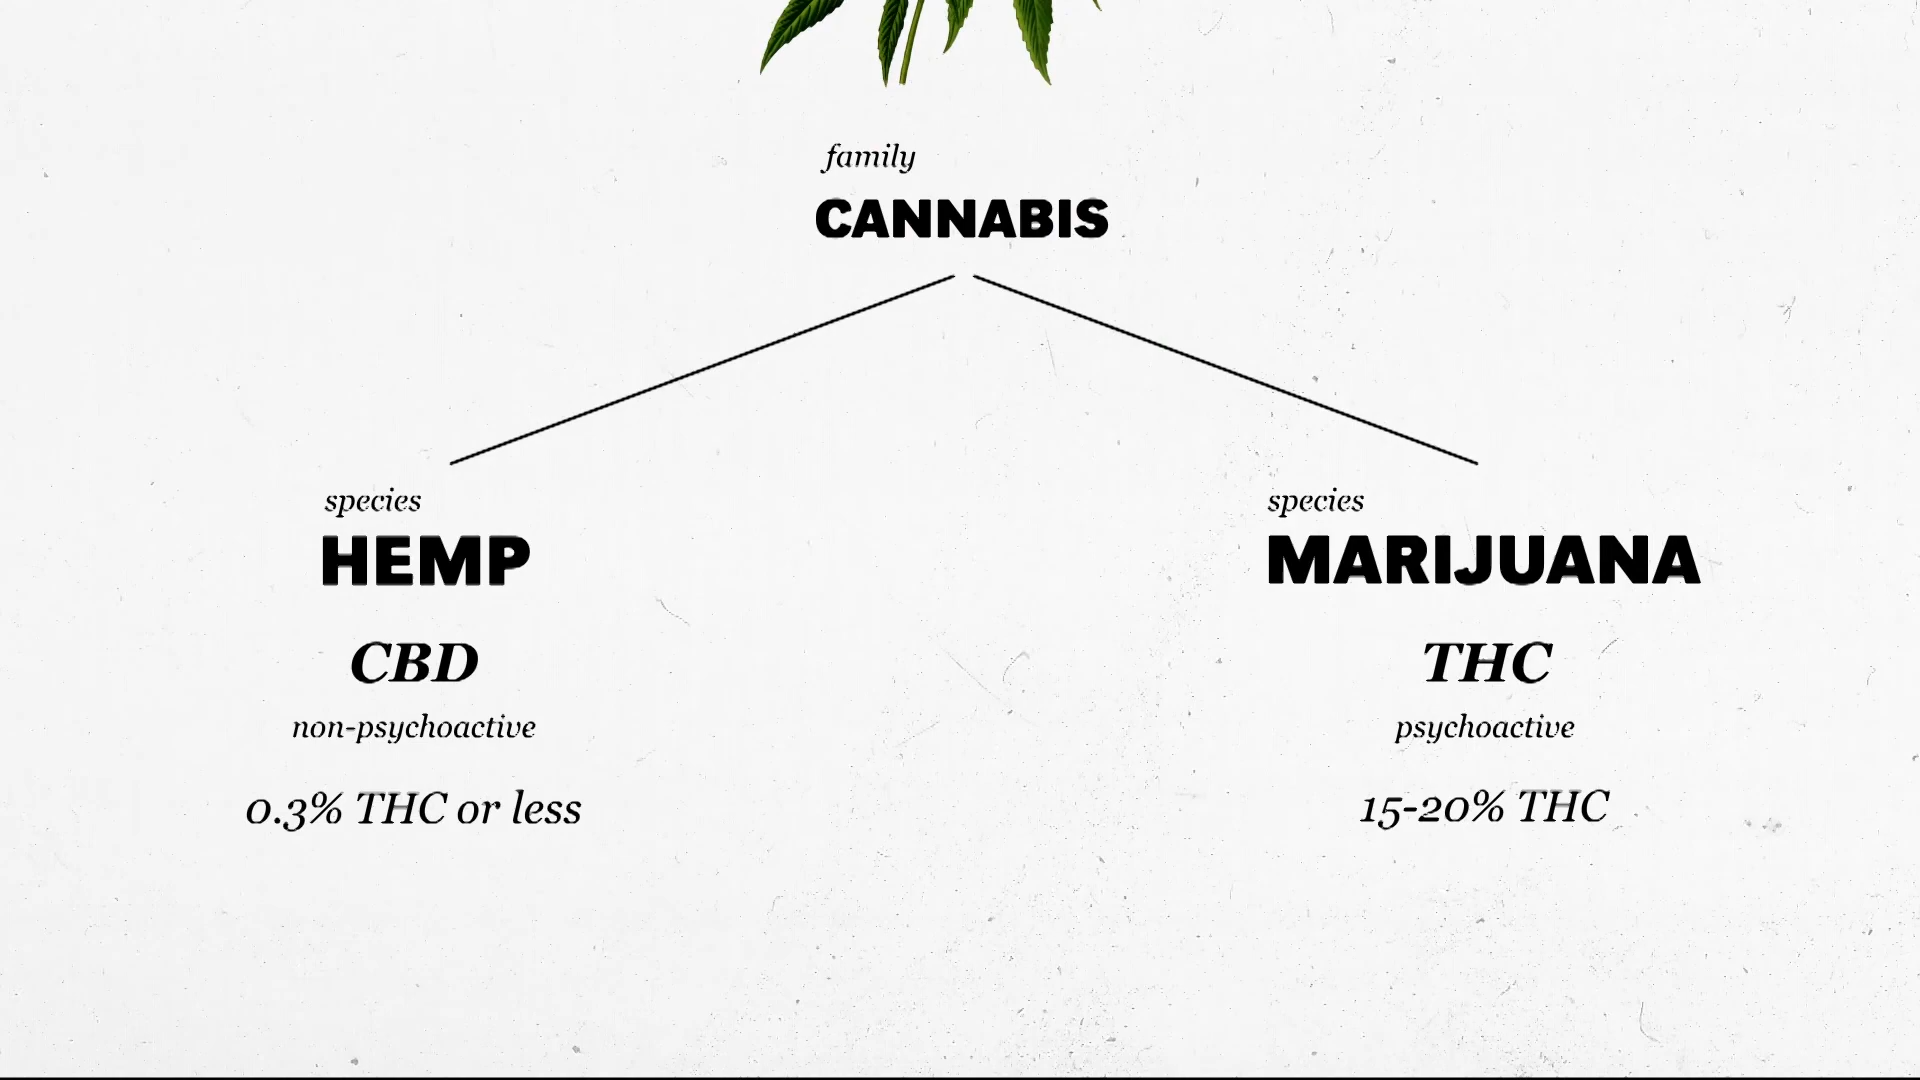 family
CANNABIS
species
HEMP
CBD
non-psychoactive
0.3% THC or less
species
MARIJUANA
THC
psychoactive
15-20% THC